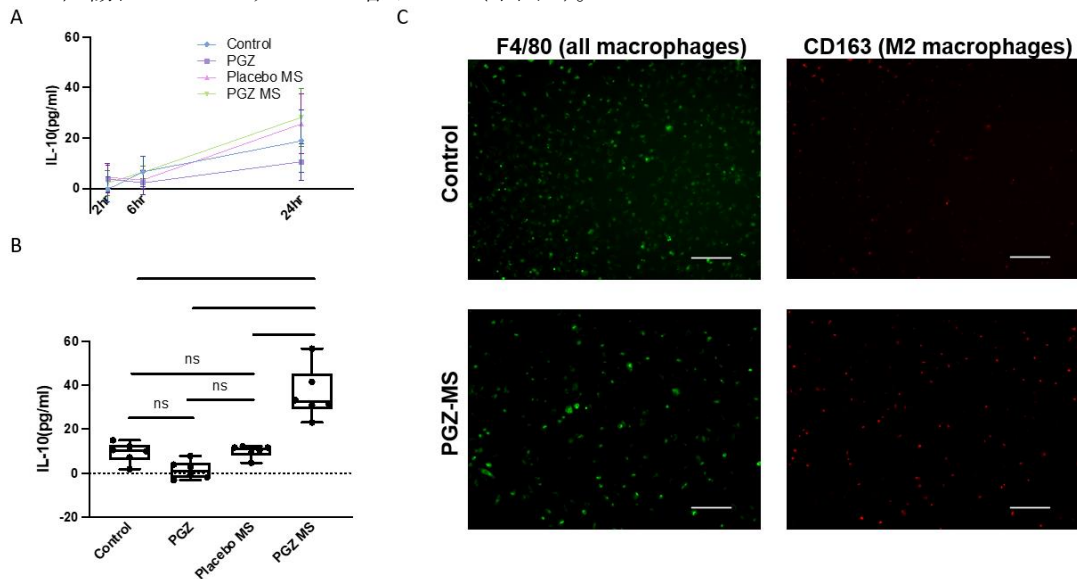 A
60
40
20
0
IL-10(pg/ml)
Control
PGZ
Placebo MS
PGZ MS
2hr
6hr
24hr
B
ns
ns
ns
60
40
20
0
-20
IL-10(pg/ml)
Control
PGZ
Placebo MS
PGZ MS
C
F4/80 (all macrophages)
CD163 (M2 macrophages)
Control
PGZ-MS